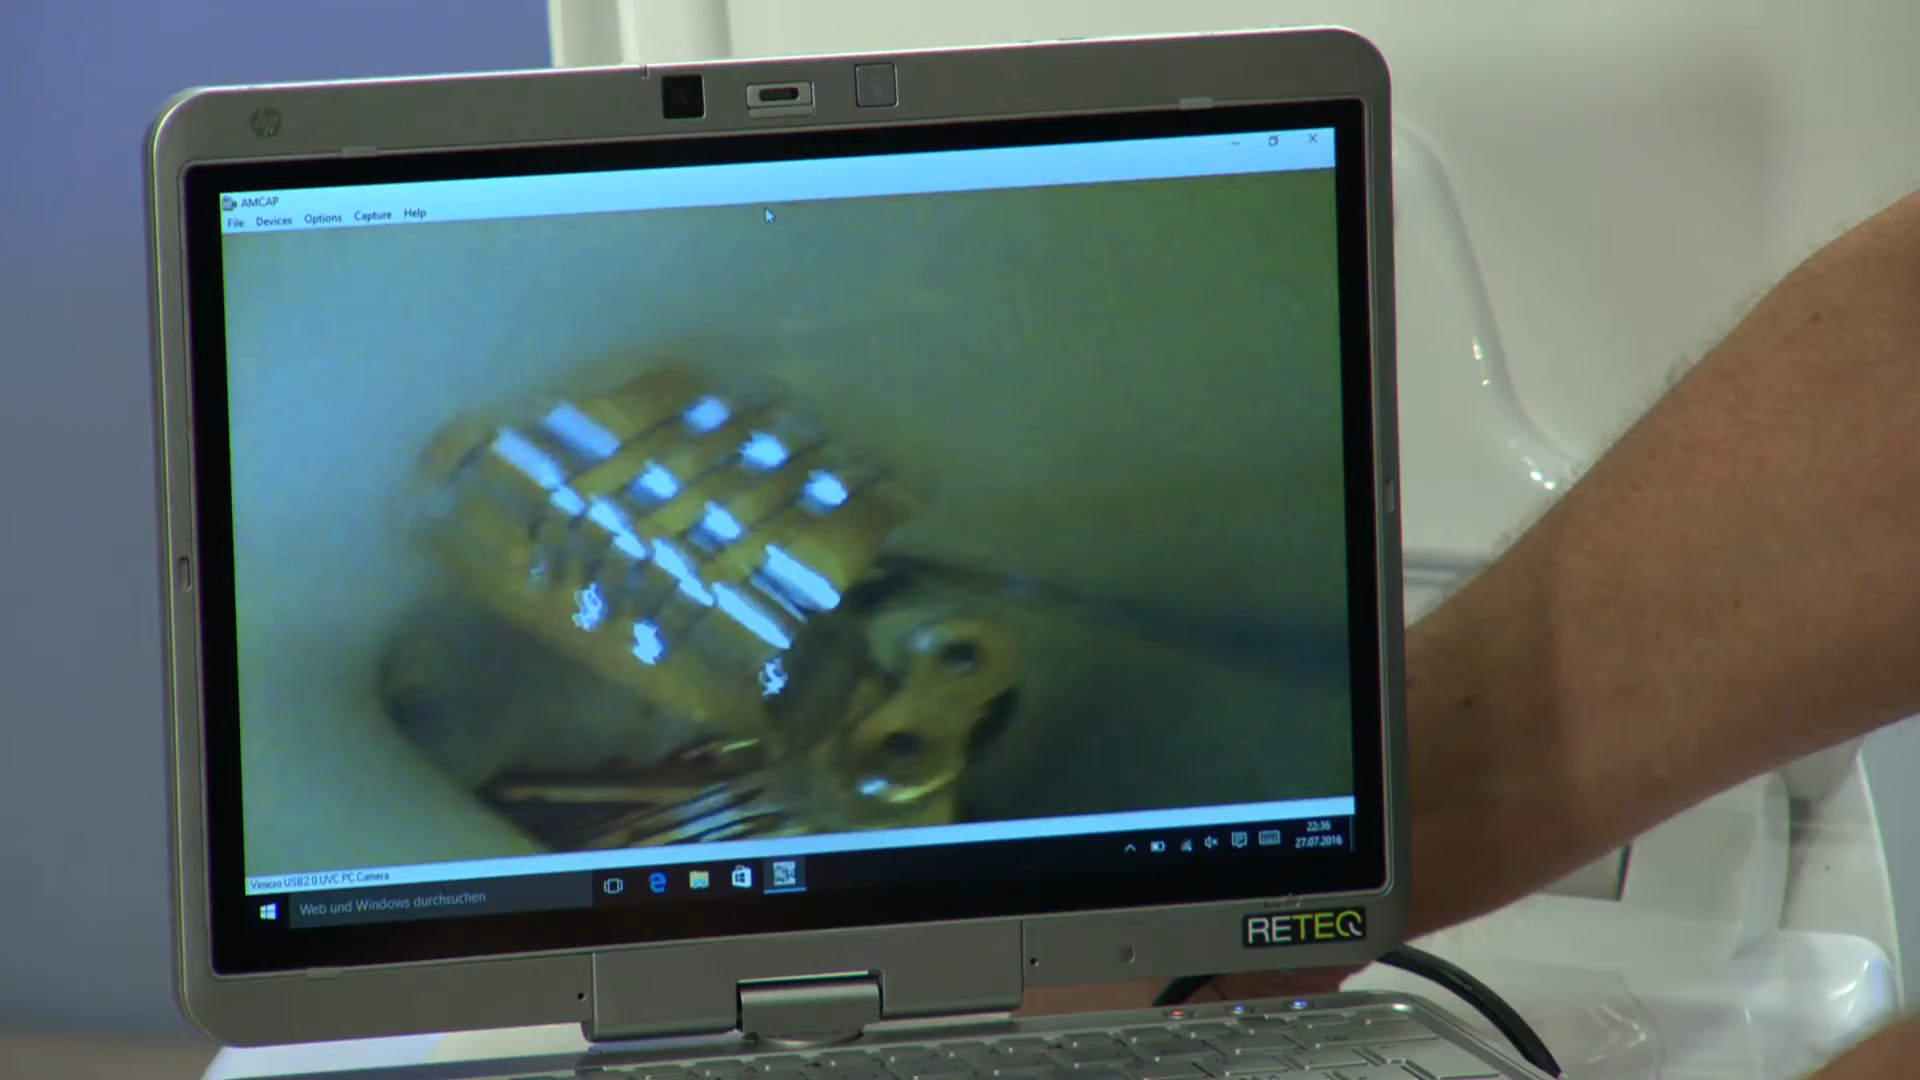 hp
AMCAP
File Devices Options Capture Help
Vimicro USB2.0 UVC PC Camera
Web und Windows durchsuchen
22:36
27.07.2016
RETEQ